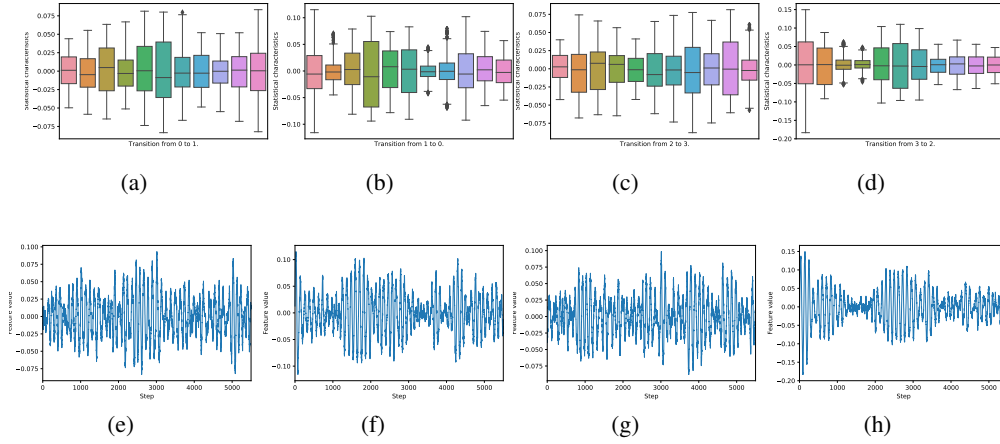 0.075
0.050
0.025
0.000
−0.025
−0.050
−0.075
Statistical characteristics
Transition from 0 to 1.
0.10
0.05
0.00
−0.05
−0.10
Statistical characteristics
Transition from 1 to 0.
0.075
0.050
0.025
0.000
−0.025
−0.050
−0.075
Statistical characteristics
Transition from 2 to 3.
0.15
0.10
0.05
0.00
−0.05
−0.10
−0.15
−0.20
Statistical characteristics
Transition from 3 to 2.
(a)
(b)
(c)
(d)
0.100
0.075
0.050
0.025
0.000
−0.025
−0.050
−0.075
Feature value
0 1000 2000 3000 4000 5000
Step
0.10
0.05
0.00
−0.05
−0.10
Feature value
0 1000 2000 3000 4000 5000
Step
0.100
0.075
0.050
0.025
0.000
−0.025
−0.050
−0.075
Feature value
0 1000 2000 3000 4000 5000
Step
0.15
0.10
0.05
0.00
−0.05
−0.10
−0.15
−0.20
Feature value
0 1000 2000 3000 4000 5000
Step
(e)
(f)
(g)
(h)